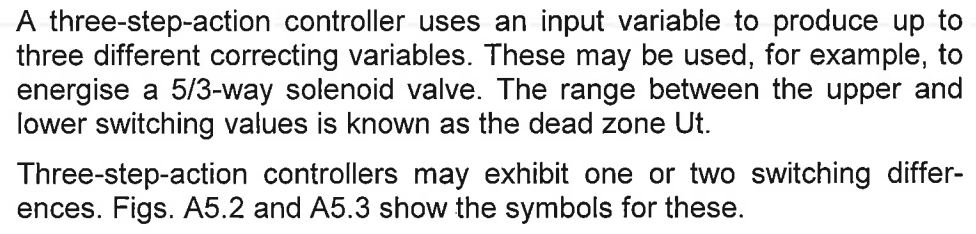 A three-step-action controller uses an input variable to produce up to
three different correcting variables. These may be used, for example, to
energise a 5/3-way solenoid valve. The range between the upper and
lower switching values is known as the dead zone Ut.
Three-step-action controllers may exhibit one or two switching differ-
ences. Figs. A5.2 and A5.3 show the symbols for these.